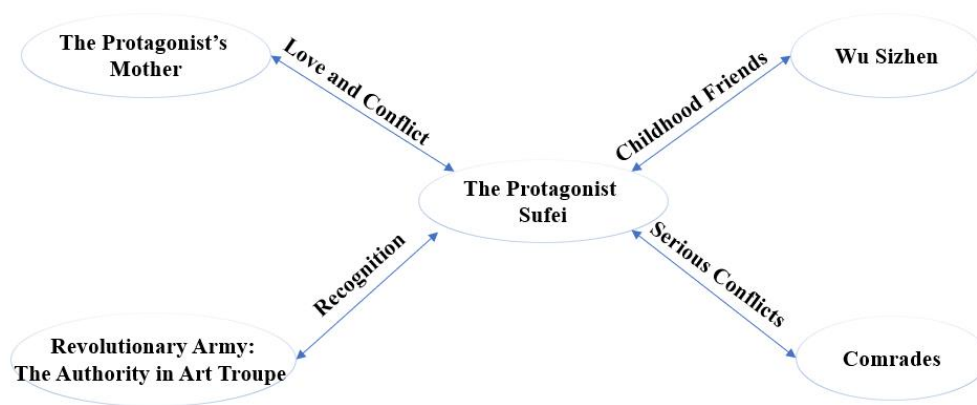 The Protagonist's
Mother
Love and Conflict
Childhood Friends
Wu Sizhen
The Protagonist
Sufei
Recognition
Serious Conflicts
Revolutionary Army:
The Authority in Art Troupe
Comrades